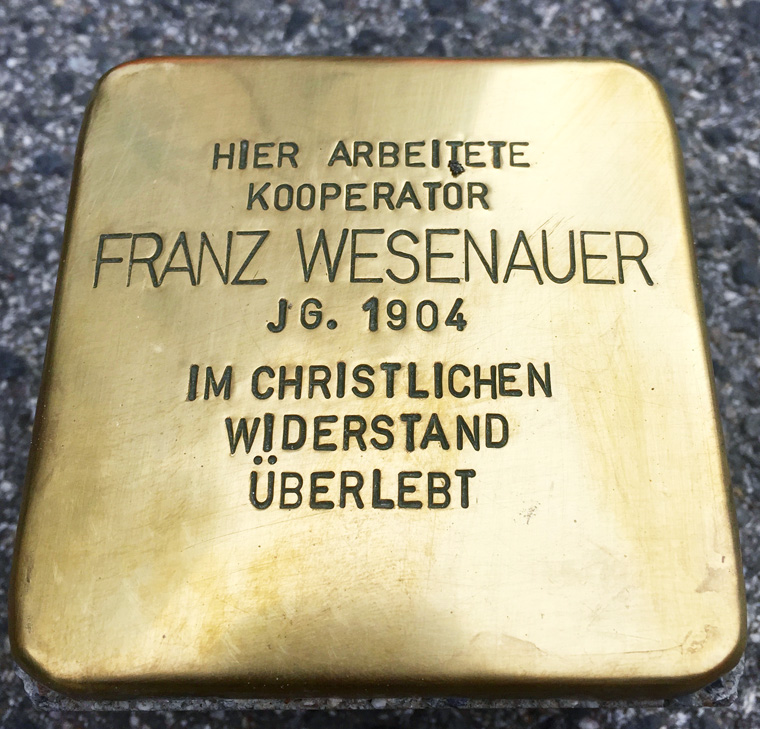 HIER ARBEITETE
KOOPERATOR
FRANZ WESENAUER
JG. 1904
IM CHRISTLICHEN
WIDERSTAND
ÜBERLEBT